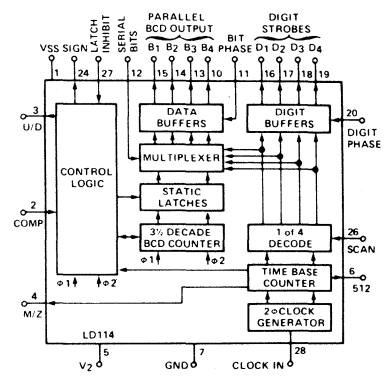 PARALLEL BCD OUTPUT
DIGIT STROBES
VSS SIGN LATCH INHIBIT SERIAL BITS B1 B2 B3 B4 BIT PHASE D1 D2 D3 D4
1 24 27 12 15 14 13 10 11 16 17 18 19
3 U/D
DATA BUFFERS
DIGIT BUFFERS
20 DIGIT PHASE
MULTIPLEXER
CONTROL LOGIC
STATIC LATCHES
2 COMP
3½ DECADE BCD COUNTER
1 of 4 DECODE
26 SCAN
Φ1 Φ2
TIME BASE COUNTER
6 512
4 M/Z
Φ1 Φ2
2Φ CLOCK GENERATOR
LD114
5 V2
7 GND
28 CLOCK IN